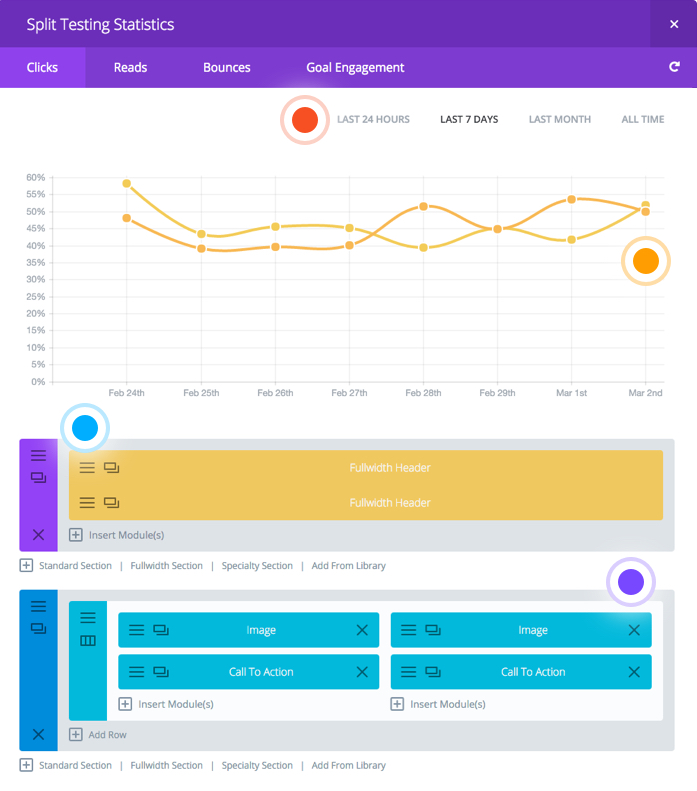 Split Testing Statistics
Clicks Reads Bounces Goal Engagement
LAST 24 HOURS LAST 7 DAYS LAST MONTH ALL TIME
60%
55%
50%
45%
40%
35%
30%
25%
20%
15%
10%
5%
0%
Feb 24th Feb 25th Feb 26th Feb 27th Feb 28th Feb 29th Mar 1st Mar 2nd
Fullwidth Header
Fullwidth Header
Insert Module(s)
Standard Section | Fullwidth Section | Specialty Section | Add From Library
Image Image
Call To Action Call To Action
Insert Module(s) Insert Module(s)
Add Row
Standard Section | Fullwidth Section | Specialty Section | Add From Library